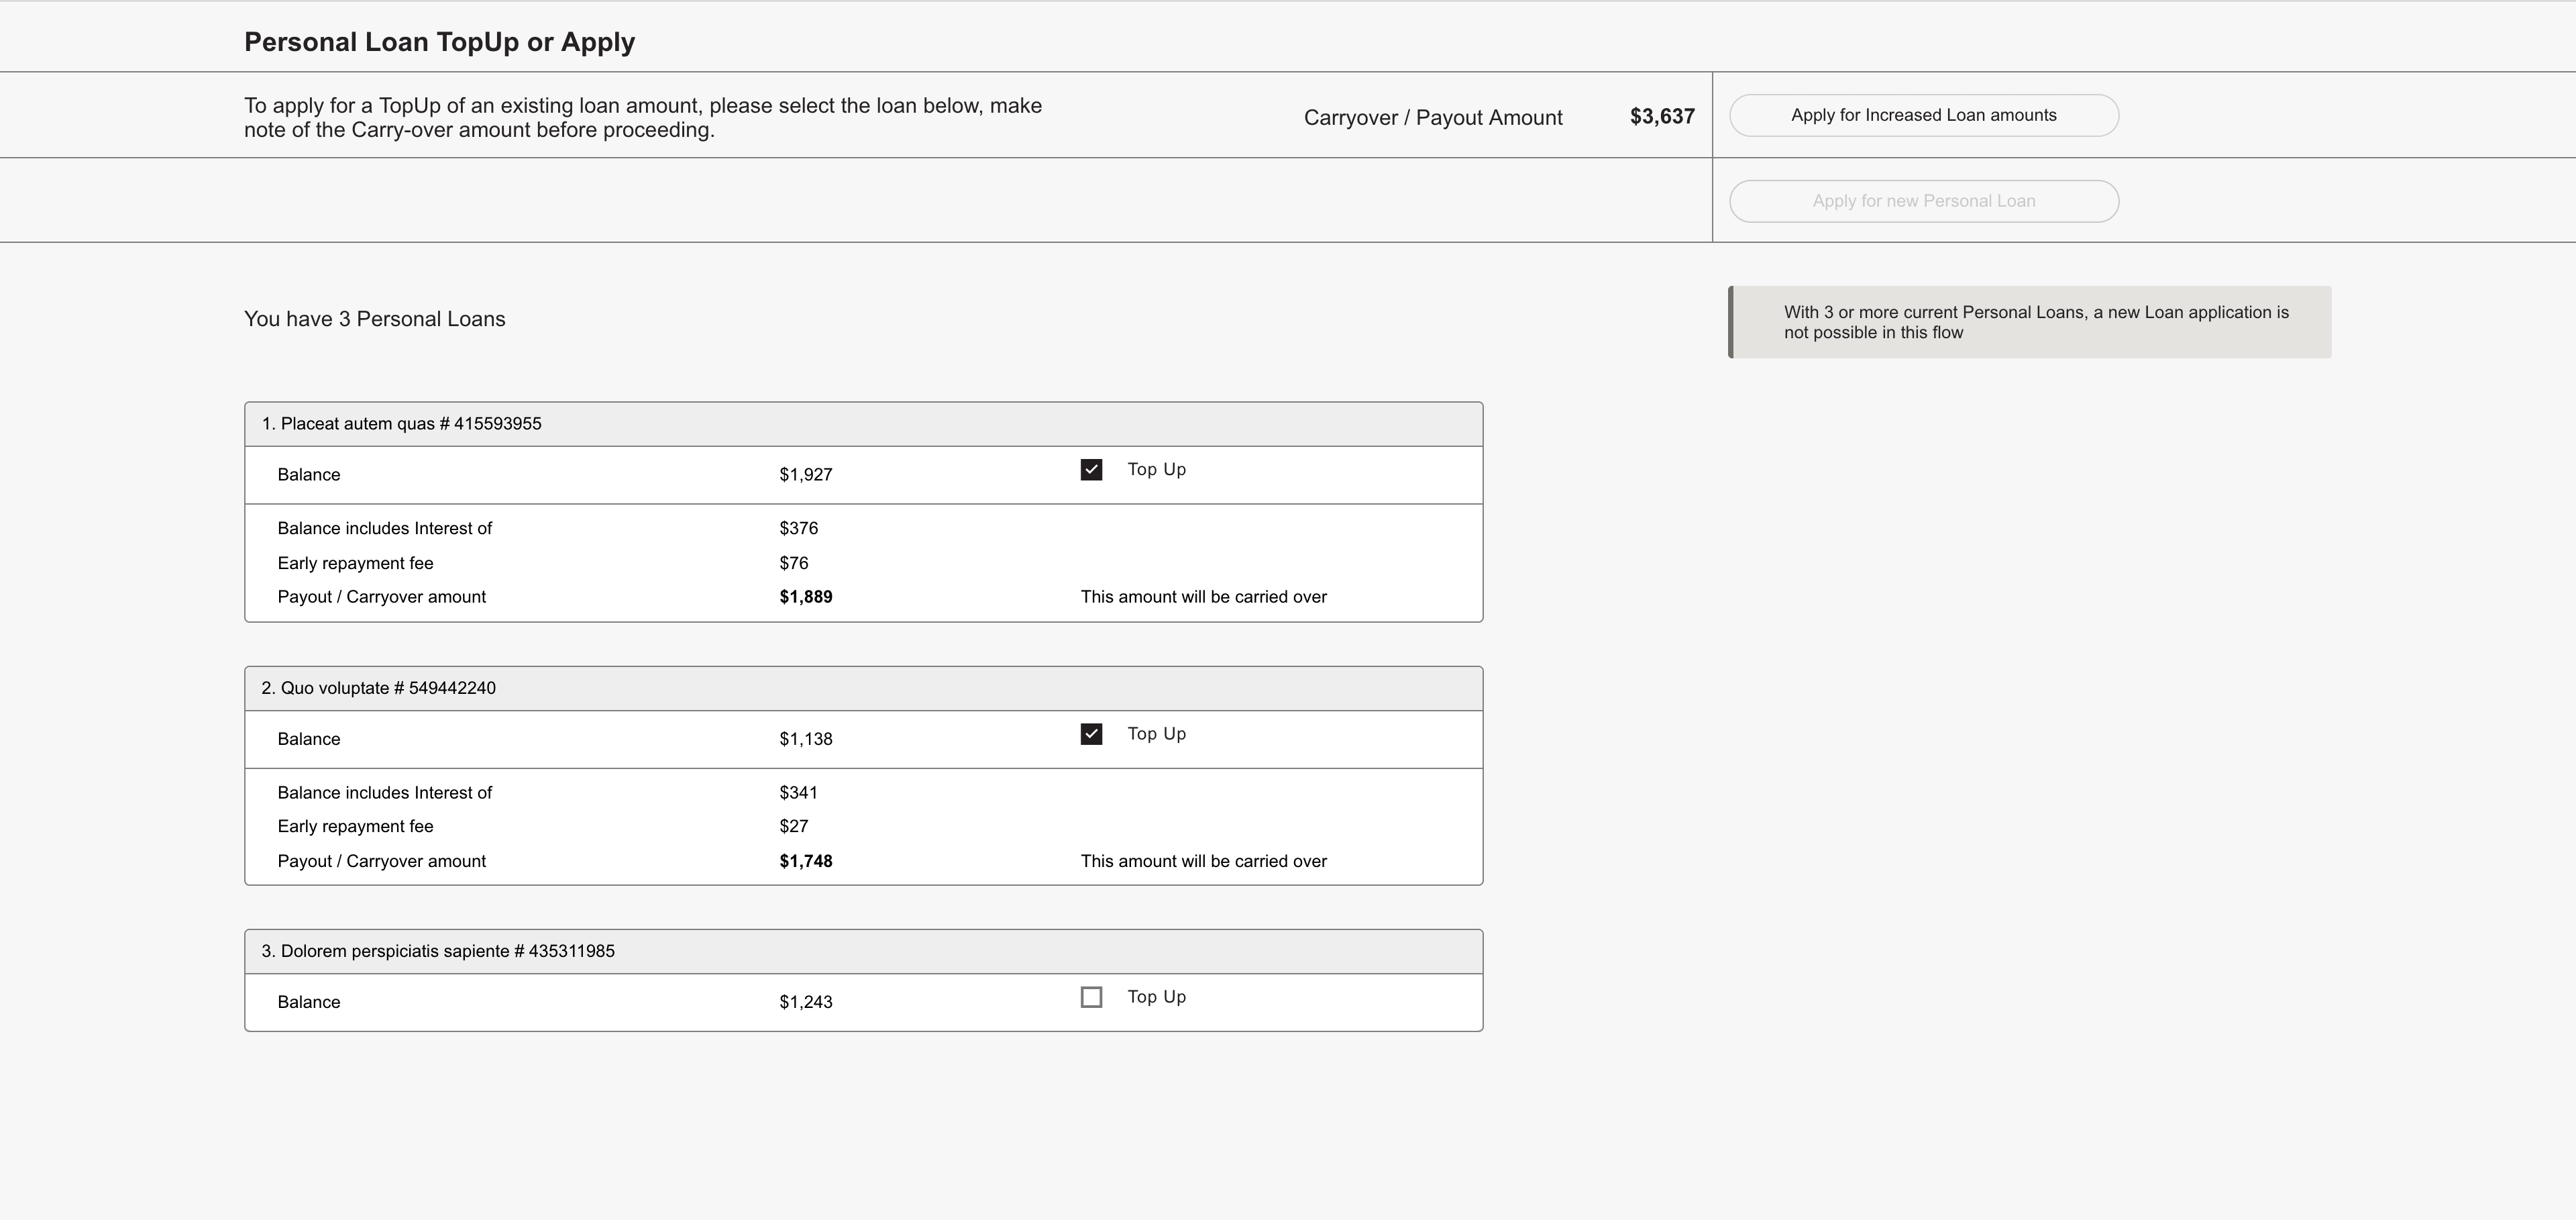 Personal Loan TopUp or Apply
To apply for a TopUp of an existing loan amount, please select the loan below, make
note of the Carry-over amount before proceeding.
Carryover / Payout Amount
$3,637
Apply for Increased Loan amounts
Apply for new Personal Loan
You have 3 Personal Loans
With 3 or more current Personal Loans, a new Loan application is
not possible in this flow
1. Placeat autem quas # 415593955
Balance $1,927 Top Up
Balance includes Interest of $376
Early repayment fee $76
Payout / Carryover amount $1,889 This amount will be carried over
2. Quo voluptate # 549442240
Balance $1,138 Top Up
Balance includes Interest of $341
Early repayment fee $27
Payout / Carryover amount $1,748 This amount will be carried over
3. Dolorem perspiciatis sapiente # 435311985
Balance $1,243 Top Up